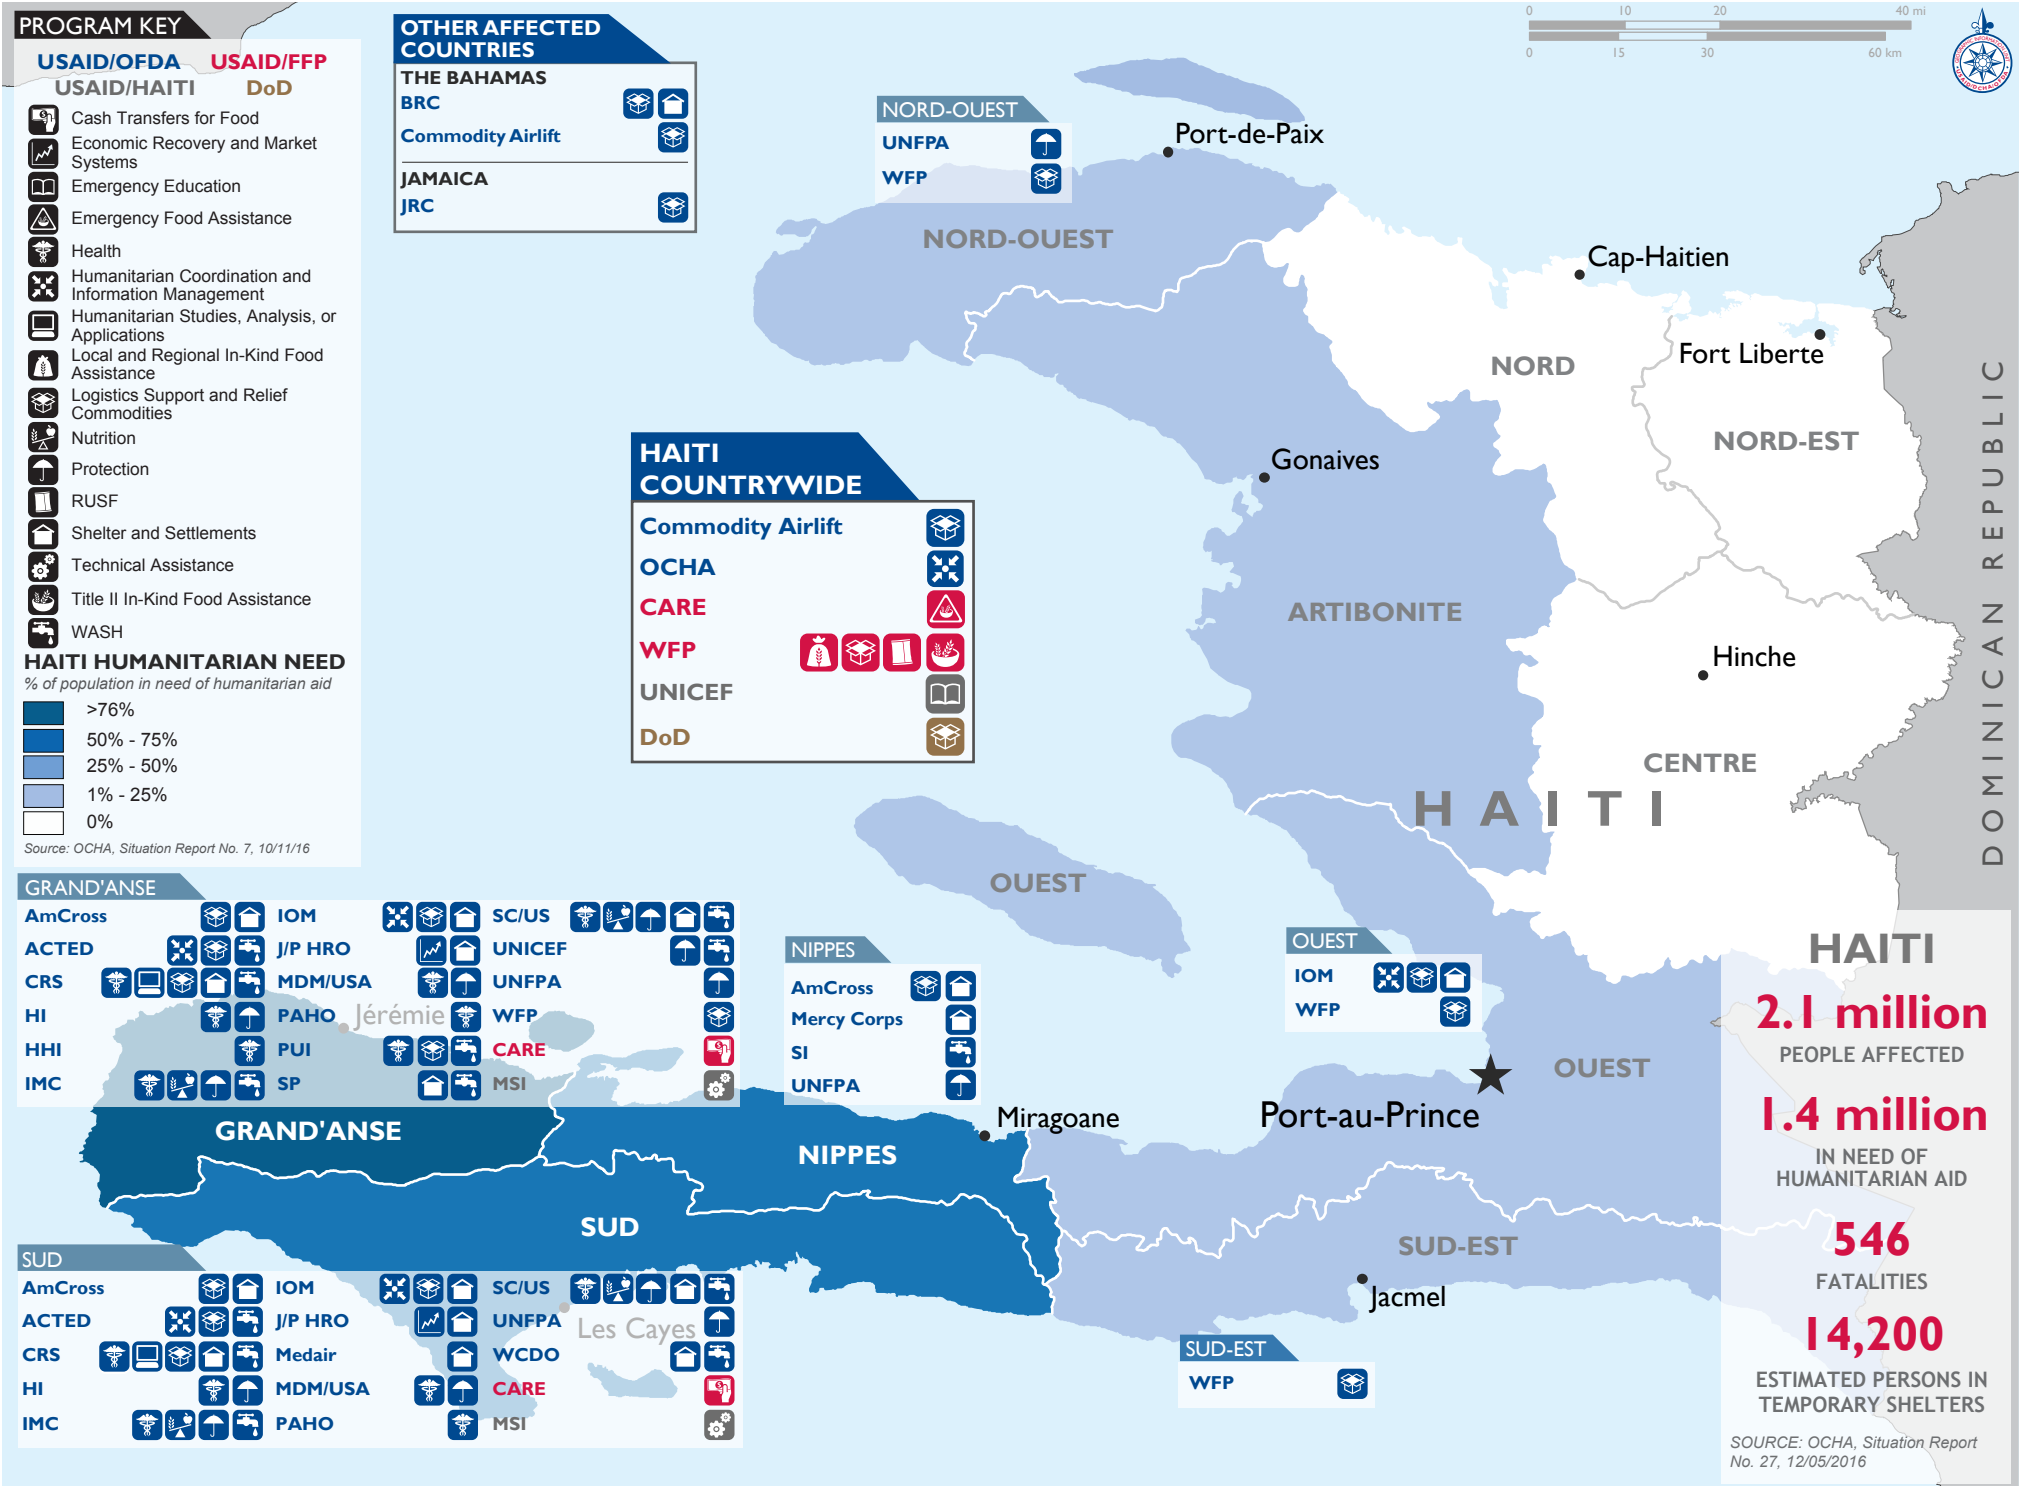 PROGRAM KEY
USAID/OFDA USAID/FFP
USAID/HAITI DoD
Cash Transfers for Food
Economic Recovery and Market
Systems
Emergency Education
Emergency Food Assistance
Health
Humanitarian Coordination and
Information Management
Humanitarian Studies, Analysis, or
Applications
Local and Regional In-Kind Food
Assistance
Logistics Support and Relief
Commodities
Nutrition
Protection
RUSF
Shelter and Settlements
Technical Assistance
Title II In-Kind Food Assistance
WASH
HAITI HUMANITARIAN NEED
% of population in need of humanitarian aid
>76%
50% - 75%
25% - 50%
1% - 25%
0%
Source: OCHA, Situation Report No. 7, 10/11/16
OTHER AFFECTED
COUNTRIES
THE BAHAMAS
BRC
Commodity Airlift
JAMAICA
JRC
0 10 20 40 mi
0 15 30 60 km
NORD-OUEST
UNFPA
WFP
Port-de-Paix
NORD-OUEST
Cap-Haitien
Fort Liberte
NORD
NORD-EST
Gonaives
ARTIBONITE
Hinche
CENTRE
HAITI
DOMINICAN REPUBLIC
HAITI
COUNTRYWIDE
Commodity Airlift
OCHA
CARE
WFP
UNICEF
DoD
OUEST
GRAND'ANSE
AmCross IOM SC/US
ACTED J/P HRO UNICEF
CRS MDM/USA UNFPA
HI PAHO Jérémie WFP
HHI PUI CARE
IMC SP MSI
NIPPES
AmCross
Mercy Corps
SI
UNFPA
OUEST
IOM
WFP
OUEST
Port-au-Prince
Miragoane
GRAND'ANSE
NIPPES
SUD
SUD-EST
Jacmel
SUD
AmCross IOM SC/US
ACTED J/P HRO UNFPA Les Cayes
CRS Medair WCDO
HI MDM/USA CARE
IMC PAHO MSI
SUD-EST
WFP
HAITI
2.1 million
PEOPLE AFFECTED
1.4 million
IN NEED OF
HUMANITARIAN AID
546
FATALITIES
14,200
ESTIMATED PERSONS IN
TEMPORARY SHELTERS
SOURCE: OCHA, Situation Report
No. 27, 12/05/2016